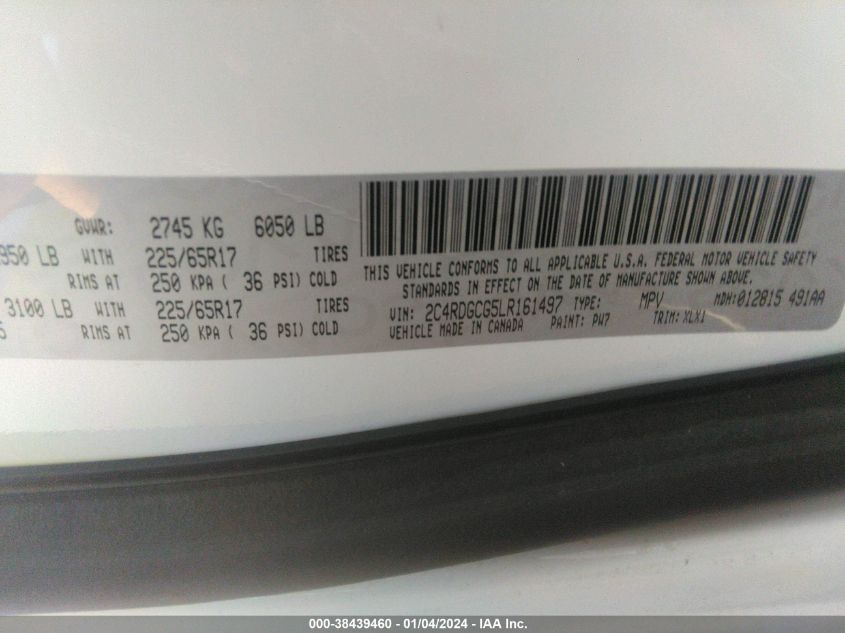 GVWR: 2745 KG 6050 LB
950 LB WITH 225/65R17 TIRES
RIMS AT 250 KPA ( 36 PSI) COLD
3100 LB WITH 225/65R17 TIRES
S RIMS AT 250 KPA ( 36 PSI) COLD
THIS VEHICLE CONFORMS TO ALL APPLICABLE U.S.A. FEDERAL MOTOR VEHICLE SAFETY
STANDARDS IN EFFECT ON THE DATE OF MANUFACTURE SHOWN ABOVE.
VIN: 2C4RDGCG5LR161497 TYPE: MPV MDH:012815 491AA
VEHICLE MADE IN CANADA PAINT: PW7 TRIM: XLX1
000-38439460 - 01/04/2024 - IAA Inc.